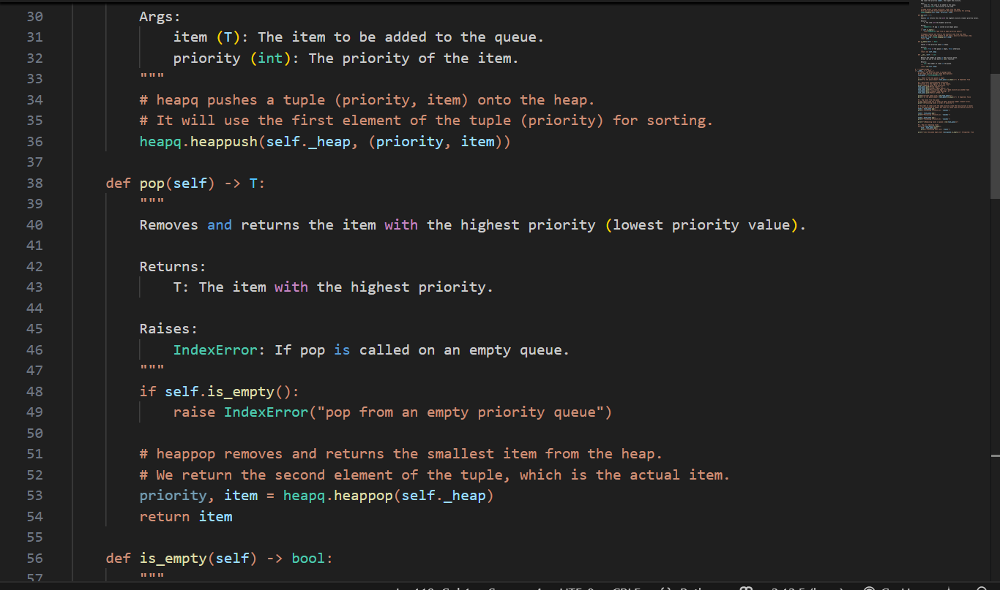 30 Args:
31 item (T): The item to be added to the queue.
32 priority (int): The priority of the item.
33 """
34 # heapq pushes a tuple (priority, item) onto the heap.
35 # It will use the first element of the tuple (priority) for sorting.
36 heapq.heappush(self._heap, (priority, item))
37
38 def pop(self) -> T:
39 """
40 Removes and returns the item with the highest priority (lowest priority value).
41
42 Returns:
43 T: The item with the highest priority.
44
45 Raises:
46 IndexError: If pop is called on an empty queue.
47 """
48 if self.is_empty():
49 raise IndexError("pop from an empty priority queue")
50
51 # heappop removes and returns the smallest item from the heap.
52 # We return the second element of the tuple, which is the actual item.
53 priority, item = heapq.heappop(self._heap)
54 return item
55
56 def is_empty(self) -> bool:
57 """